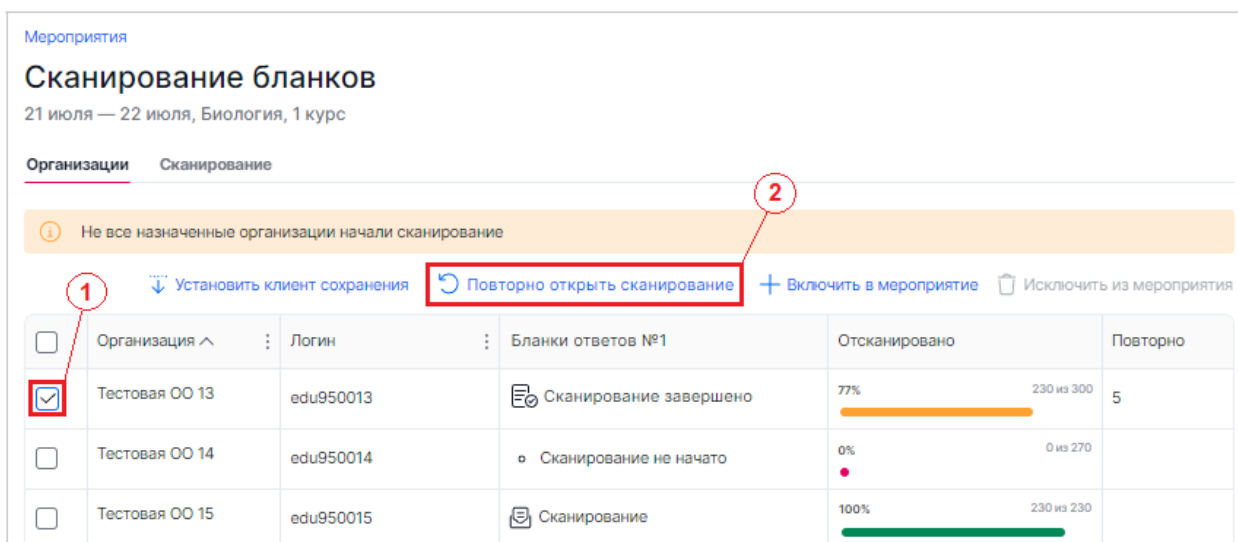 Мероприятия
Сканирование бланков
21 июля — 22 июля, Биология, 1 курс
Организации Сканирование
2
Не все назначенные организации начали сканирование
1 Установить клиент сохранения Повторно открыть сканирование Включить в мероприятие Исключить из мероприятия
Организация Логин Бланки ответов №1 Отсканировано Повторно
Тестовая ОО 13 edu950013 Сканирование завершено 77% 230 из 300 5
Тестовая ОО 14 edu950014 Сканирование не начато 0% 0 из 270
Тестовая ОО 15 edu950015 Сканирование 100% 230 из 230